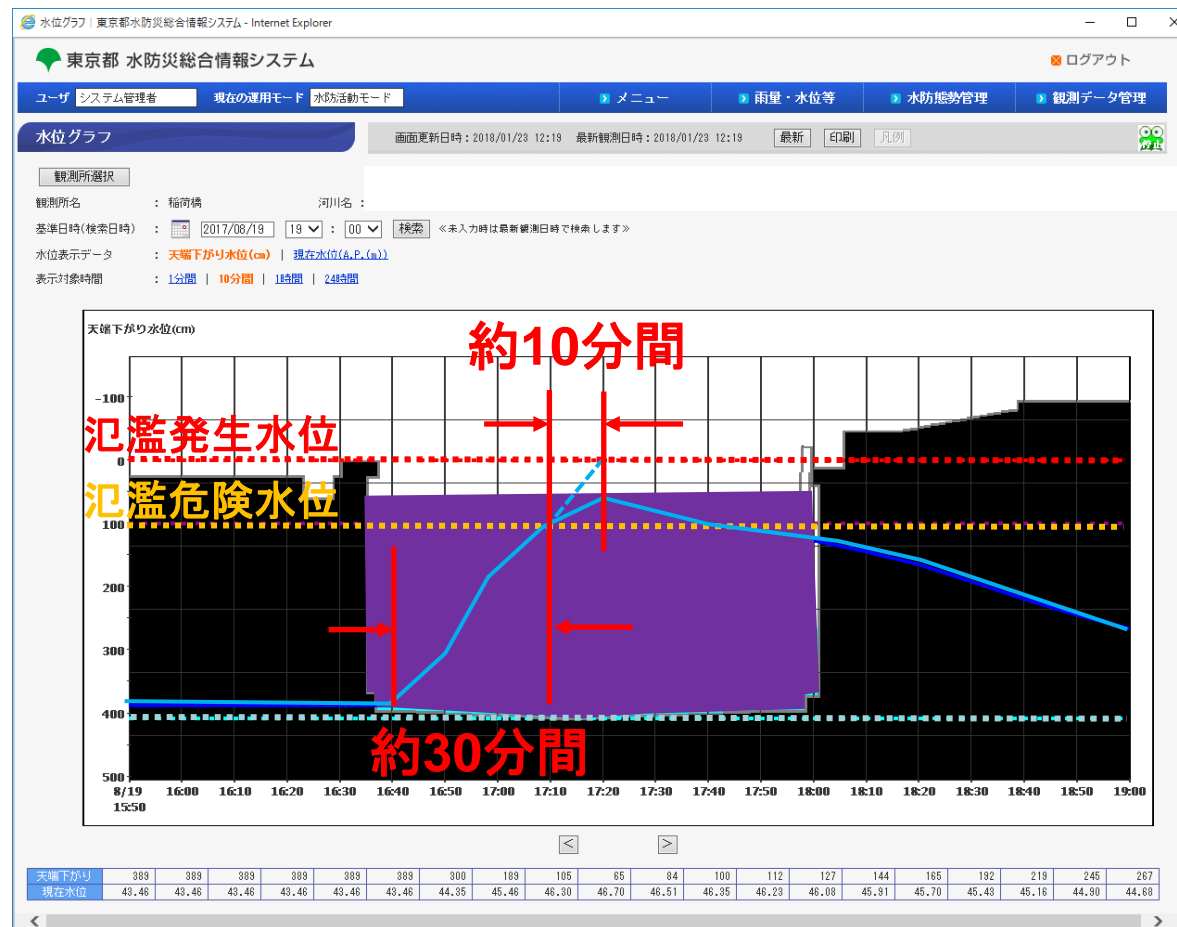 水位グラフ | 東京都水防災総合情報システム - Internet Explorer
東京都 水防災総合情報システム
ログアウト
ユーザ システム管理者 現在の運用モード 水防活動モード メニュー 雨量・水位等 水防態勢管理 観測データ管理
水位グラフ 画面更新日時:2018/01/23 12:19 最新観測日時:2018/01/23 12:19 最新 印刷 凡例 停止
観測所選択
観測所名 : 稲荷橋 河川名 :
基準日時(検索日時) : 2017/08/19 19 : 00 検索 ≪未入力時は最新観測日時で検索します≫
水位表示データ : 天端下がり水位(cm) | 現在水位(A.P.(m))
表示対象時間 : 1分間 | 10分間 | 1時間 | 24時間
天端下がり水位(cm)
約10分間
-100
氾濫発生水位
0
氾濫危険水位
100
200
300
400
約30分間
500
8/19 16:00 16:10 16:20 16:30 16:40 16:50 17:00 17:10 17:20 17:30 17:40 17:50 18:00 18:10 18:20 18:30 18:40 18:50 19:00
15:50
< >
天端下がり 389 389 389 389 389 389 300 189 105 65 84 100 112 127 144 165 192 219 245 267
現在水位 43.46 43.46 43.46 43.46 43.46 43.46 44.35 45.46 46.30 46.70 46.51 46.35 46.23 46.08 45.91 45.70 45.43 45.16 44.90 44.68